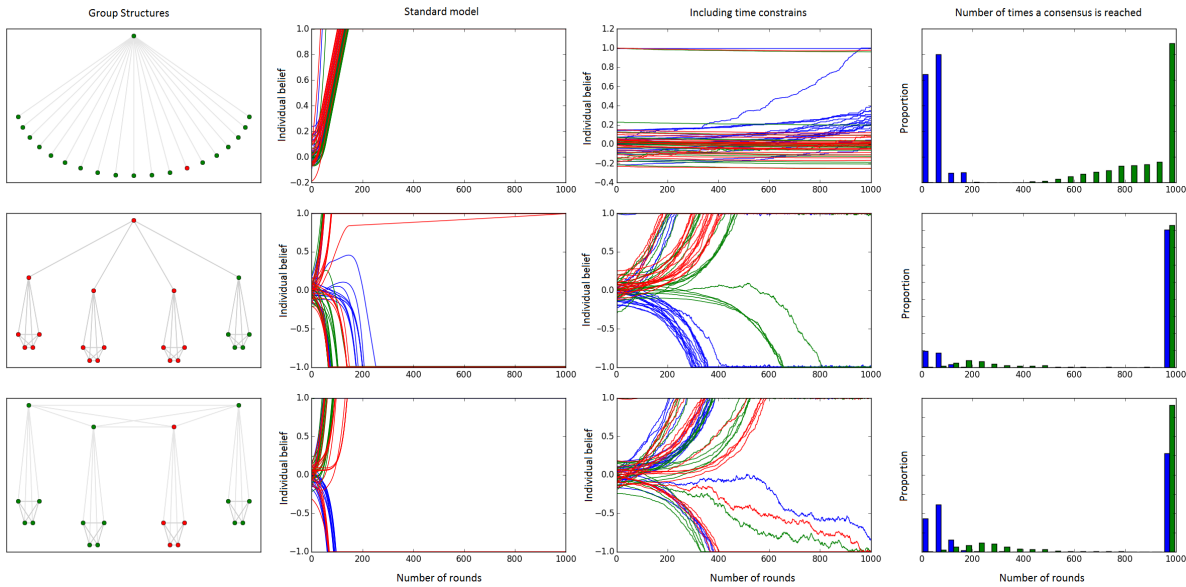 Group Structures
Standard model
Including time constrains
Number of times a consensus is reached
Individual belief
1.0
0.8
0.6
0.4
0.2
0.0
−0.2
0 200 400 600 800 1000
Individual belief
1.2
1.0
0.8
0.6
0.4
0.2
0.0
−0.2
−0.4
0 200 400 600 800 1000
Proportion
0 200 400 600 800 1000
Individual belief
1.0
0.5
0.0
−0.5
−1.0
0 200 400 600 800 1000
Individual belief
1.0
0.5
0.0
−0.5
−1.0
0 200 400 600 800 1000
Proportion
0 200 400 600 800 1000
Individual belief
1.0
0.5
0.0
−0.5
−1.0
0 200 400 600 800 1000
Number of rounds
Individual belief
1.0
0.5
0.0
−0.5
−1.0
0 200 400 600 800 1000
Number of rounds
Proportion
0 200 400 600 800 1000
Number of rounds